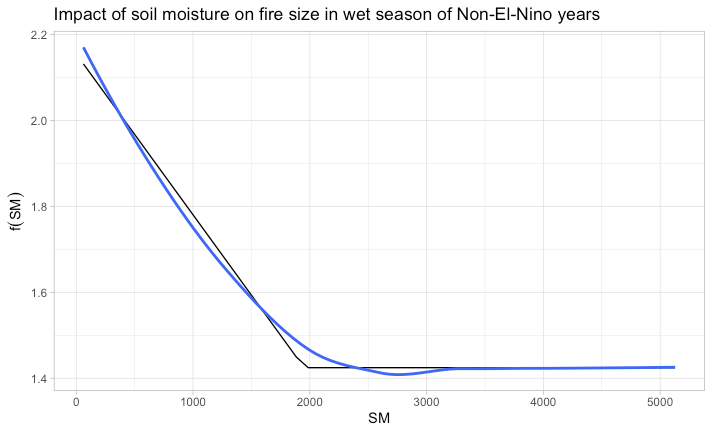 Impact of soil moisture on fire size in wet season of Non-El-Nino years
2.2
2.0
1.8
1.6
1.4
f(SM)
0 1000 2000 3000 4000 5000
SM